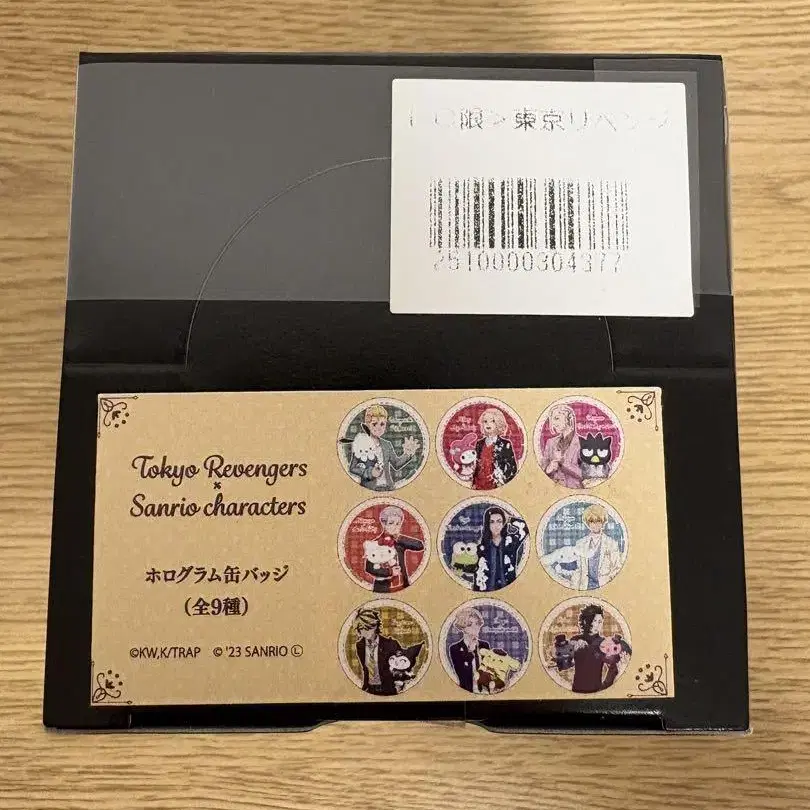 限>東京リベンジ
2510000304377
Tokyo Revengers
×
Sanrio characters
ホログラム缶バッジ
(全9種)
©KW,K/TRAP © '23 SANRIO Ⓛ